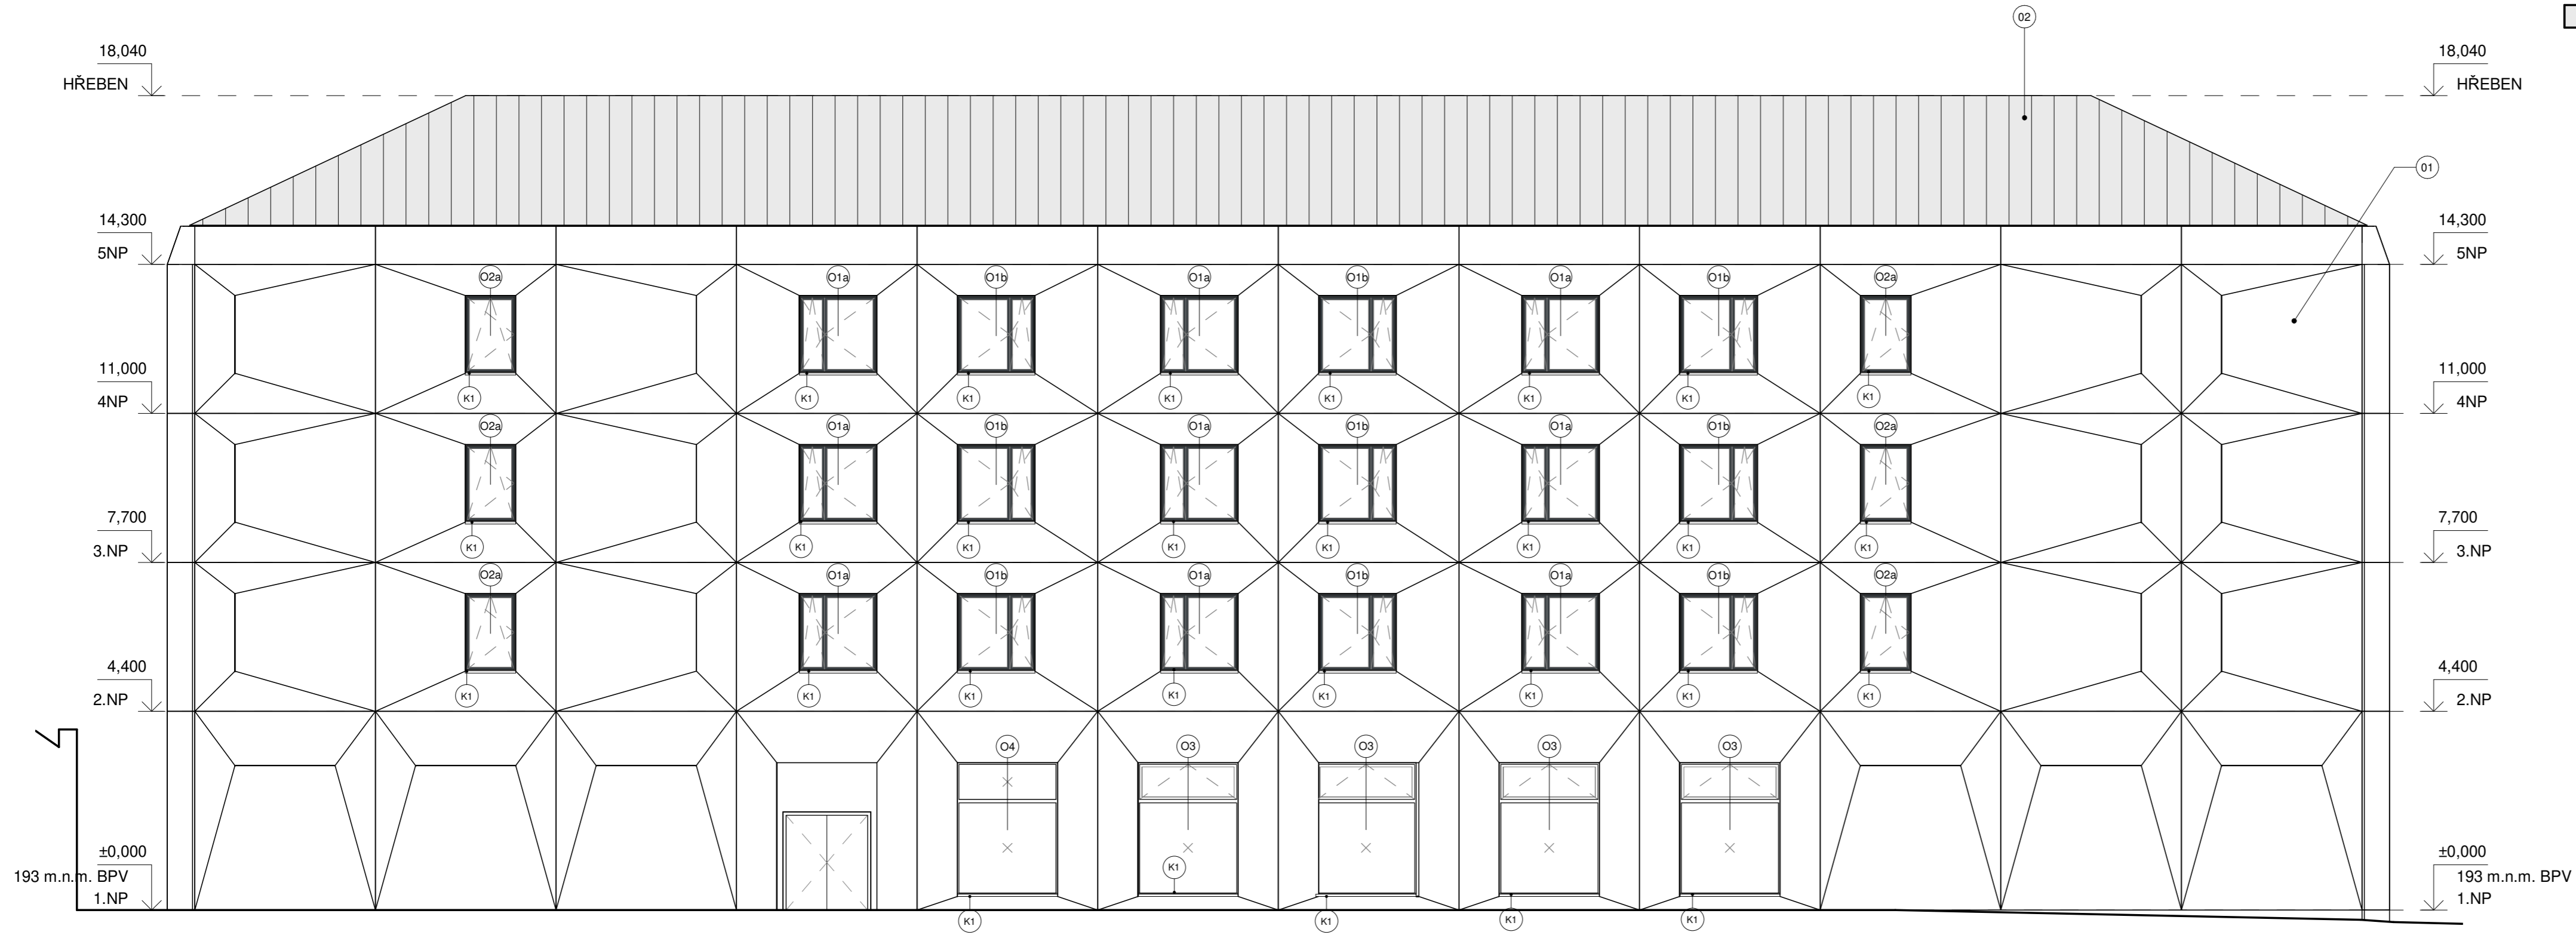 02
18,040
HŘEBEN
18,040
HŘEBEN
01
14,300
5NP
14,300
5NP
O2a O1a O1b O1a O1b O1a O1b O2a
11,000
4NP
K1 K1 K1 K1 K1 K1 K1 K1
11,000
4NP
O2a O1a O1b O1a O1b O1a O1b O2a
7,700
3.NP
K1 K1 K1 K1 K1 K1 K1 K1
7,700
3.NP
O2a O1a O1b O1a O1b O1a O1b O2a
4,400
2.NP
K1 K1 K1 K1 K1 K1 K1 K1
4,400
2.NP
O4 O3 O3 O3 O3
±0,000
193 m.n.m. BPV
1.NP
K1
±0,000
193 m.n.m. BPV
1.NP
K1 K1 K1 K1